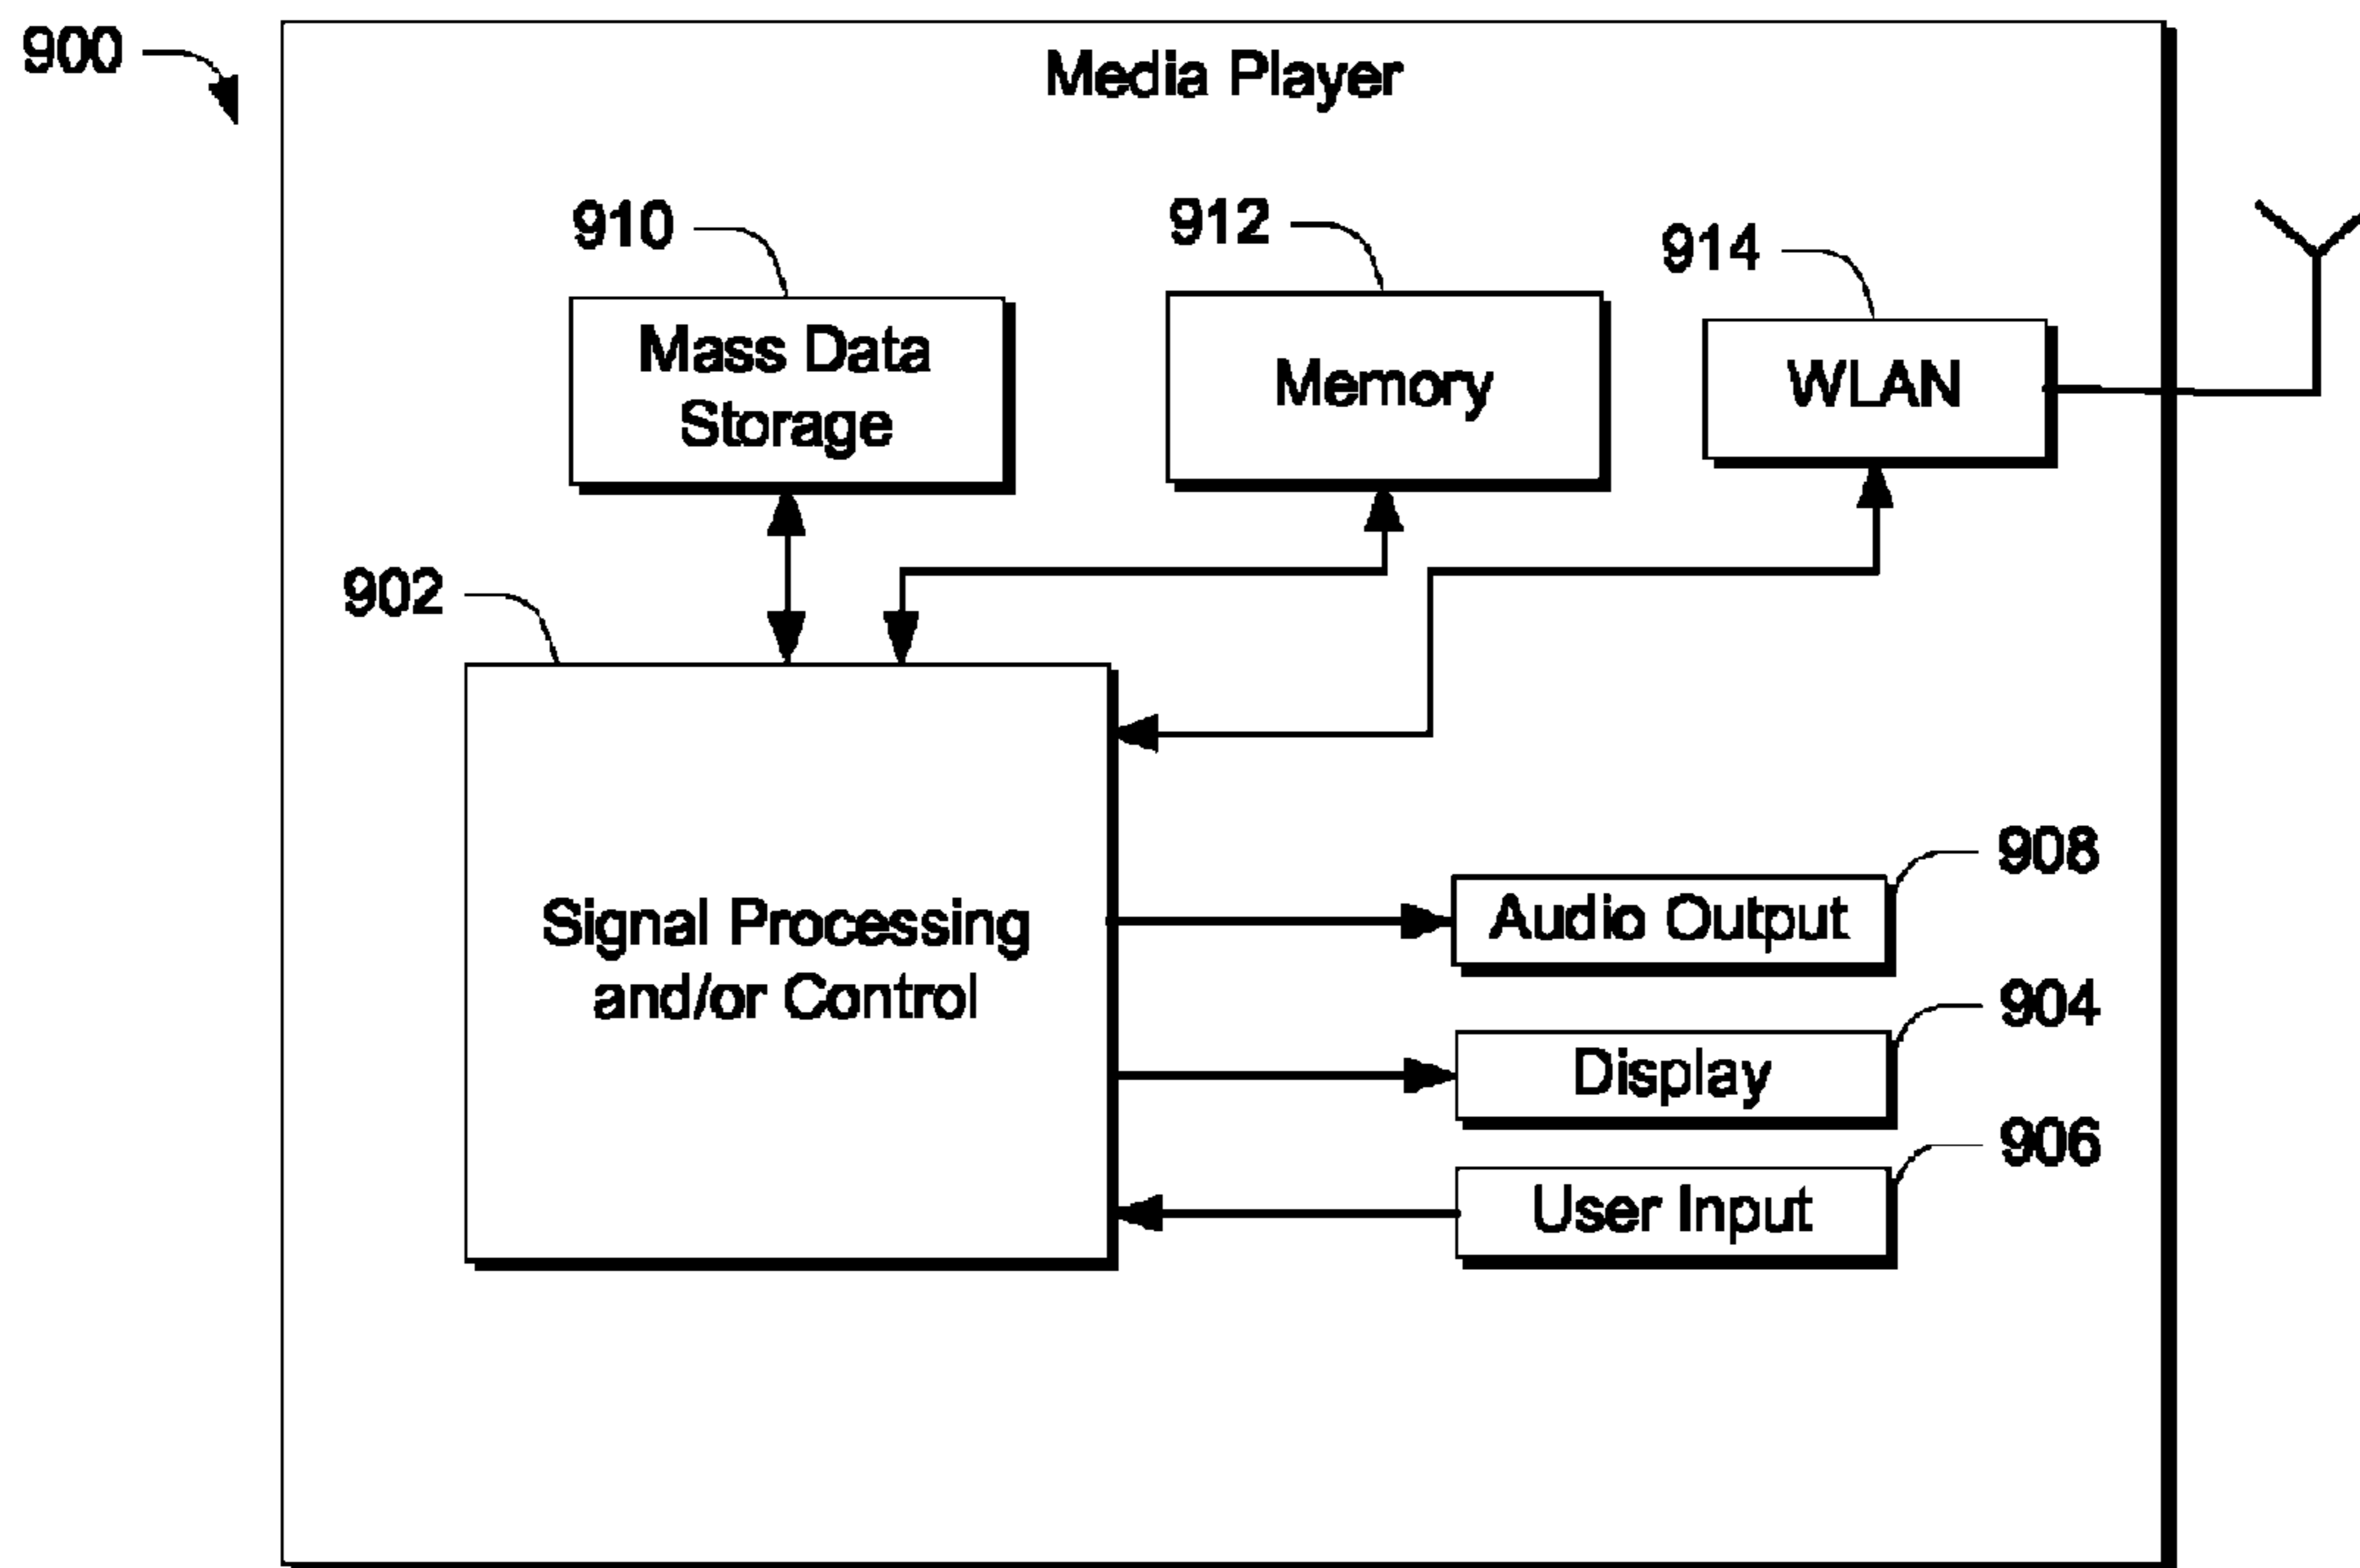 900
Media Player
910
912
914
Mass Data
Storage
Memory
WLAN
902
Signal Processing
and/or Control
908
Audio Output
904
Display
906
User Input